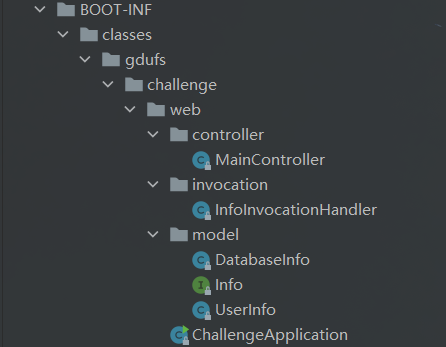 BOOT-INF
classes
gdufs
challenge
web
controller
MainController
invocation
InfoInvocationHandler
model
DatabaseInfo
Info
UserInfo
ChallengeApplication